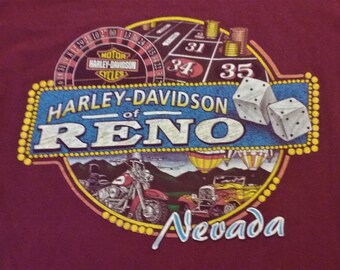 MOTOR
HARLEY-DAVIDSON
CYCLES
31
34
35
HARLEY-DAVIDSON
of
RENO
Nevada